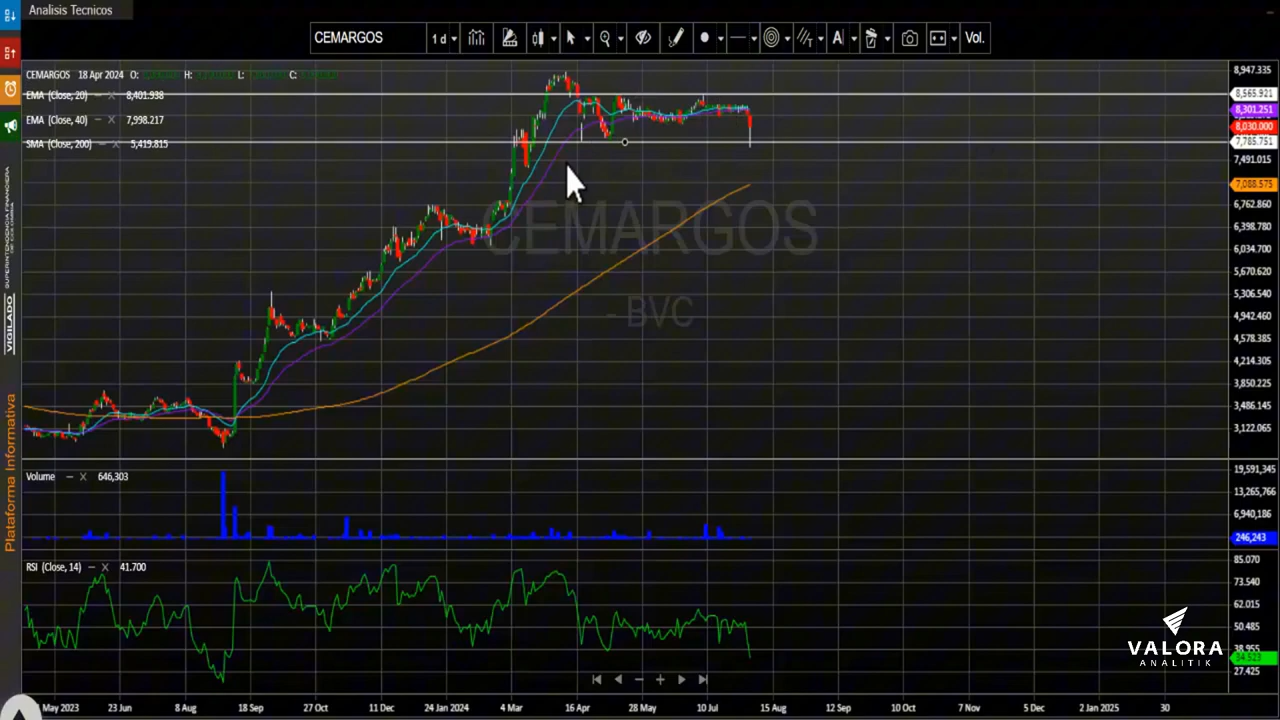 Analisis Tecnicos
CEMARGOS
1 d
A
Vol.
CEMARGOS 18 Apr 2024 O: H: L: C:
EMA (Close, 20) 8,401.938
EMA (Close, 40) 7,998.217
SMA (Close, 200) 5,419.815
8,947.335
8,565.921
8,301.251
8,030.000
7,785.751
7,491.015
7,088.575
6,762.860
6,398.780
6,034.700
5,670.620
5,306.540
4,942.460
4,578.385
4,214.305
3,850.225
3,486.145
3,122.065
CEMARGOS
- BVC
VIGILADO
SUPERINTENDENCIA FINANCIERA
DE COLOMBIA
Plataforma Informativa
Volume 646,303
19,591,345
13,265,766
6,940,186
246,243
RSI (Close, 14) 41.700
85.070
73.540
62.015
50.485
38.955
34.523
27.425
VALORA
ANALITIK
May 2023 23 Jun 8 Aug 18 Sep 27 Oct 11 Dec 24 Jan 2024 4 Mar 16 Apr 28 May 10 Jul 15 Aug 12 Sep 10 Oct 7 Nov 5 Dec 2 Jan 2025 30